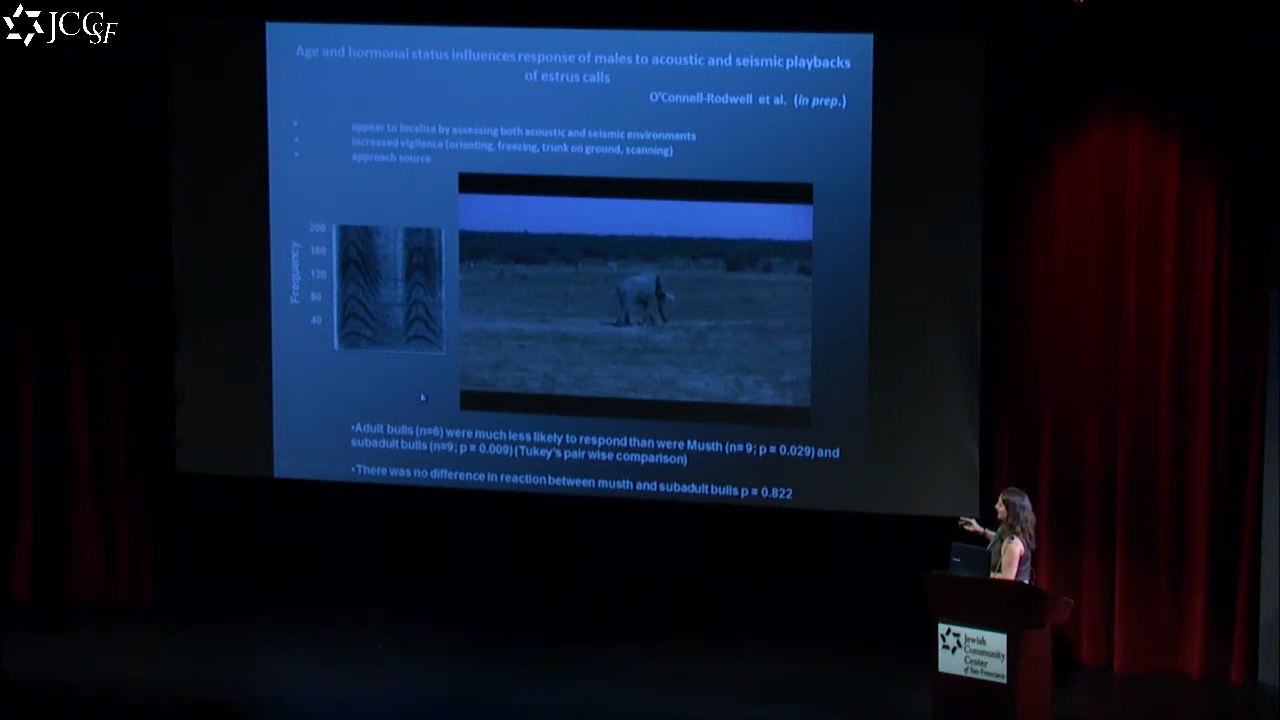 JCCSF
Age and hormonal status influences response of males to acoustic and seismic playbacks
of estrus calls
O'Connell-Rodwell et al. (in prep.)
• appear to localize by assessing both acoustic and seismic environments
• increased vigilance (orienting, freezing, trunk on ground, scanning)
• approach source
Frequency
200
160
120
80
40
•Adult bulls (n=6) were much less likely to respond than were Musth (n= 9; p = 0.029) and
subadult bulls (n=9; p = 0.009) (Tukey's pair wise comparison)
•There was no difference in reaction between musth and subadult bulls p = 0.822
Jewish
Community
Center
of San Francisco